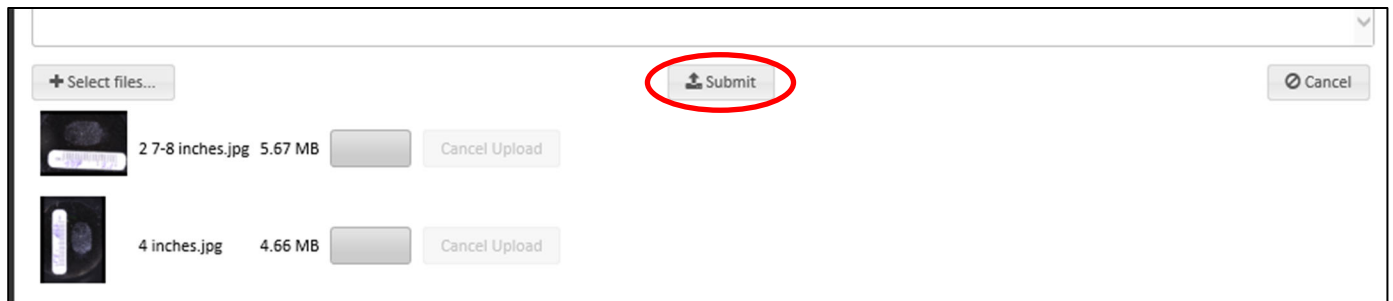 Select files...
Submit
Cancel
2 7-8 inches.jpg 5.67 MB
Cancel Upload
4 inches.jpg 4.66 MB
Cancel Upload